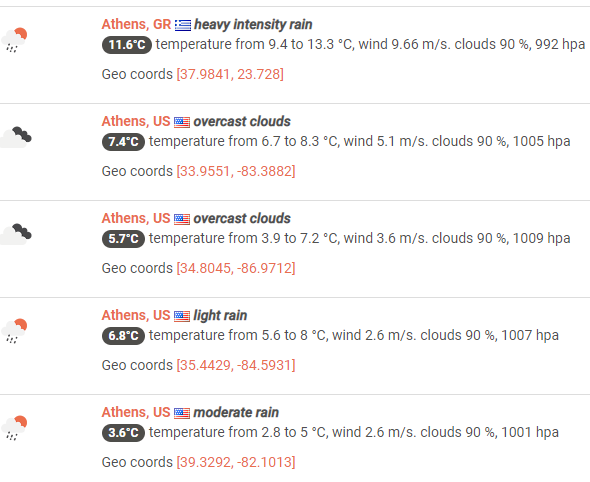 Athens, GR heavy intensity rain
11.6°C temperature from 9.4 to 13.3 °C, wind 9.66 m/s. clouds 90 %, 992 hpa
Geo coords [37.9841, 23.728]
Athens, US overcast clouds
7.4°C temperature from 6.7 to 8.3 °C, wind 5.1 m/s. clouds 90 %, 1005 hpa
Geo coords [33.9551, -83.3882]
Athens, US overcast clouds
5.7°C temperature from 3.9 to 7.2 °C, wind 3.6 m/s. clouds 90 %, 1009 hpa
Geo coords [34.8045, -86.9712]
Athens, US light rain
6.8°C temperature from 5.6 to 8 °C, wind 2.6 m/s. clouds 90 %, 1007 hpa
Geo coords [35.4429, -84.5931]
Athens, US moderate rain
3.6°C temperature from 2.8 to 5 °C, wind 2.6 m/s. clouds 90 %, 1001 hpa
Geo coords [39.3292, -82.1013]